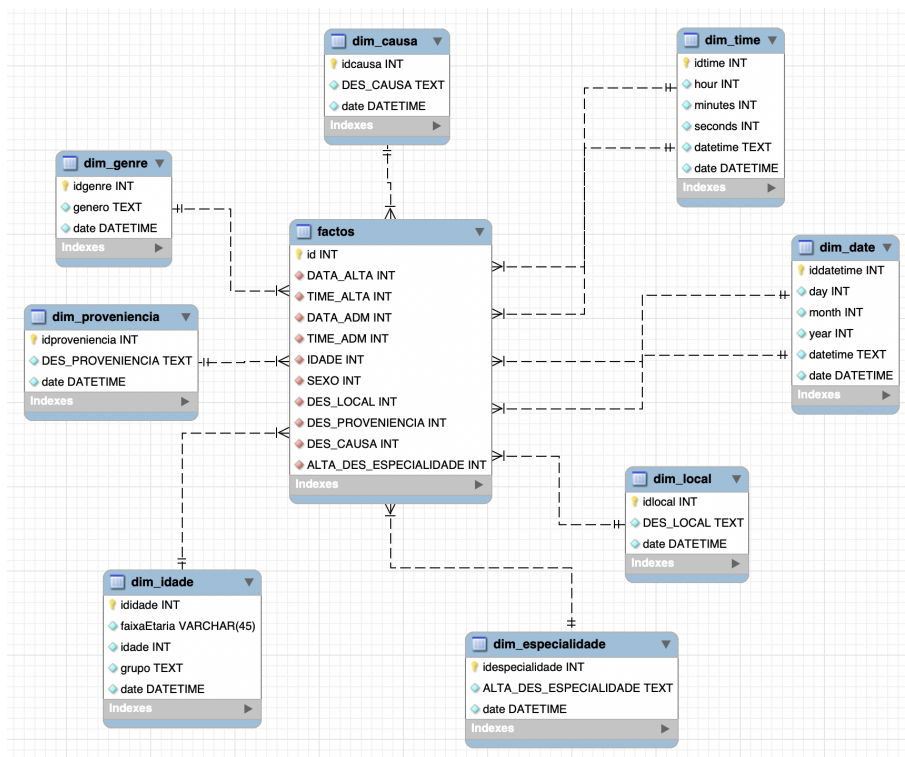 dim_causa
idcausa INT
DES_CAUSA TEXT
date DATETIME
Indexes
dim_time
idtime INT
hour INT
minutes INT
seconds INT
datetime TEXT
date DATETIME
Indexes
dim_genre
idgenre INT
genero TEXT
date DATETIME
Indexes
factos
id INT
DATA_ALTA INT
TIME_ALTA INT
DATA_ADM INT
TIME_ADM INT
IDADE INT
SEXO INT
DES_LOCAL INT
DES_PROVENIENCIA INT
DES_CAUSA INT
ALTA_DES_ESPECIALIDADE INT
Indexes
dim_date
iddatetime INT
day INT
month INT
year INT
datetime TEXT
date DATETIME
Indexes
dim_proveniencia
idproveniencia INT
DES_PROVENIENCIA TEXT
date DATETIME
Indexes
dim_local
idlocal INT
DES_LOCAL TEXT
date DATETIME
Indexes
dim_idade
ididade INT
faixaEtaria VARCHAR(45)
idade INT
grupo TEXT
date DATETIME
Indexes
dim_especialidade
idespecialidade INT
ALTA_DES_ESPECIALIDADE TEXT
date DATETIME
Indexes